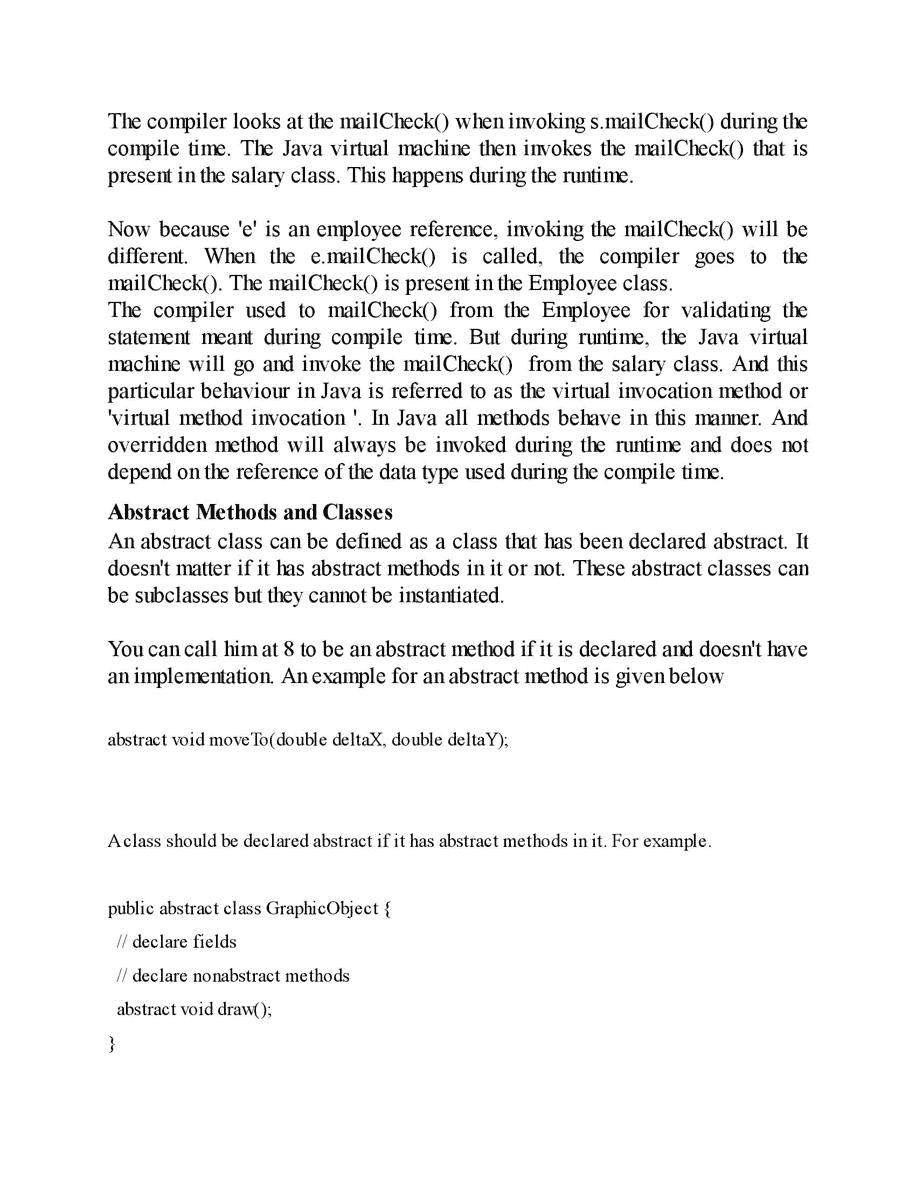 The compiler looks at the mailCheck() when invoking s.mailCheck() during the
compile time. The Java virtual machine then invokes the mailCheck() that is
present in the salary class. This happens during the runtime.
Now because 'e' is an employee reference, invoking the mailCheck() will be
different. When the e.mailCheck() is called, the compiler goes to the
mailCheck(). The mailCheck() is present in the Employee class.
The compiler used to mailCheck() from the Employee for validating the
statement meant during compile time. But during runtime, the Java virtual
machine will go and invoke the mailCheck() from the salary class. And this
particular behaviour in Java is referred to as the virtual invocation method or
'virtual method invocation '. In Java all methods behave in this manner. And
overridden method will always be invoked during the runtime and does not
depend on the reference of the data type used during the compile time.
Abstract Methods and Classes
An abstract class can be defined as a class that has been declared abstract. It
doesn't matter if it has abstract methods in it or not. These abstract classes can
be subclasses but they cannot be instantiated.
You can call him at 8 to be an abstract method if it is declared and doesn't have
an implementation. An example for an abstract method is given below
abstract void moveTo(double deltaX, double deltaY);
A class should be declared abstract if it has abstract methods in it. For example.
public abstract class GraphicObject {
// declare fields
// declare nonabstract methods
abstract void draw();
}